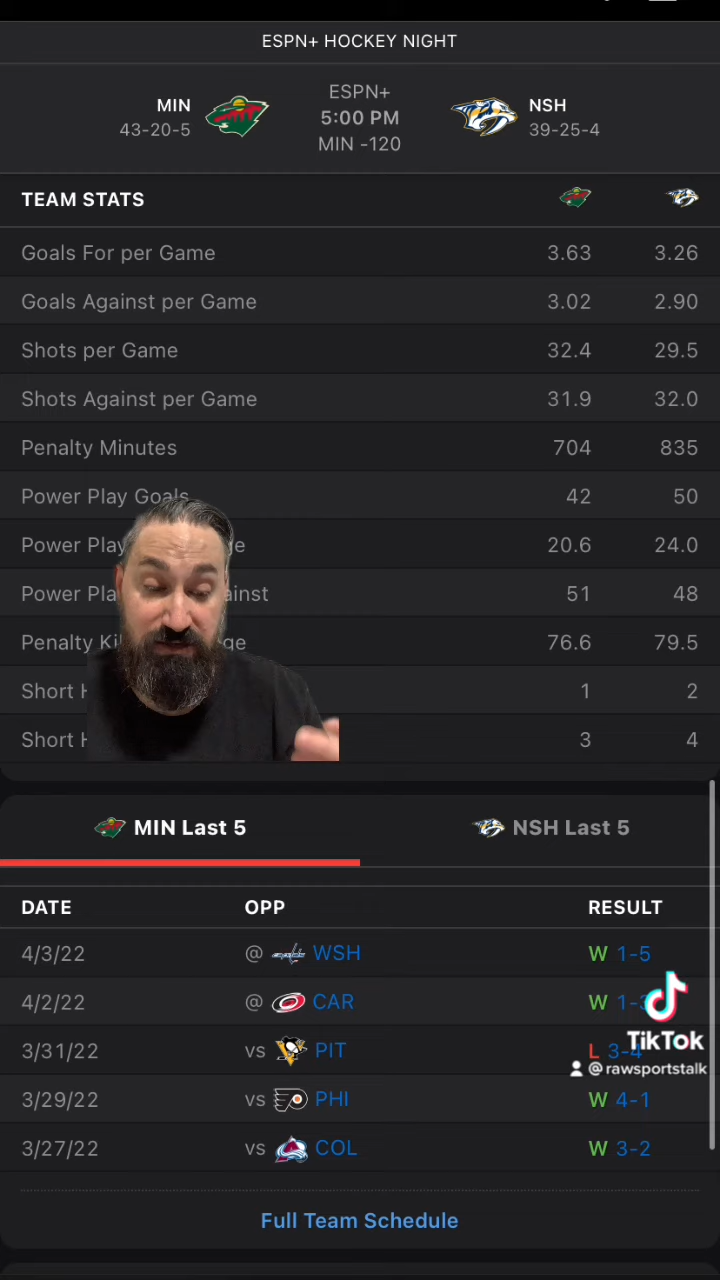 ESPN+ HOCKEY NIGHT
MIN
43-20-5
ESPN+
5:00 PM
MIN -120
NSH
39-25-4
TEAM STATS
Goals For per Game 3.63 3.26
Goals Against per Game 3.02 2.90
Shots per Game 32.4 29.5
Shots Against per Game 31.9 32.0
Penalty Minutes 704 835
Power Play Goals 42 50
Power Play 20.6 24.0
51 48
Penalty 76.6 79.5
Short 1 2
Short 3 4
MIN Last 5 NSH Last 5
DATE OPP RESULT
4/3/22 @ WSH W 1-5
4/2/22 @ CAR W
3/31/22 vs PIT L 3-4
3/29/22 vs PHI W 4-1
3/27/22 vs COL W 3-2
TikTok
@rawsportstalk
Full Team Schedule